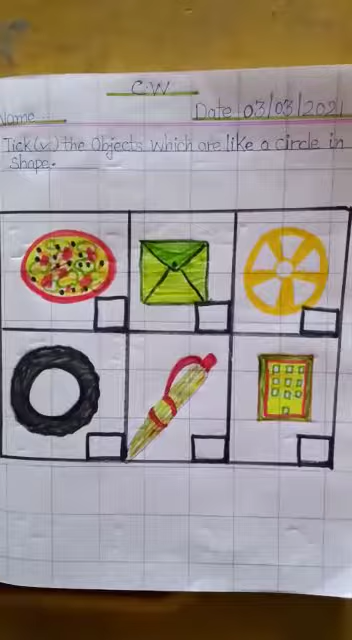 C.W
Name
Date 03/03/2021
Tick(✓) the Objects which are like a circle in
shape.